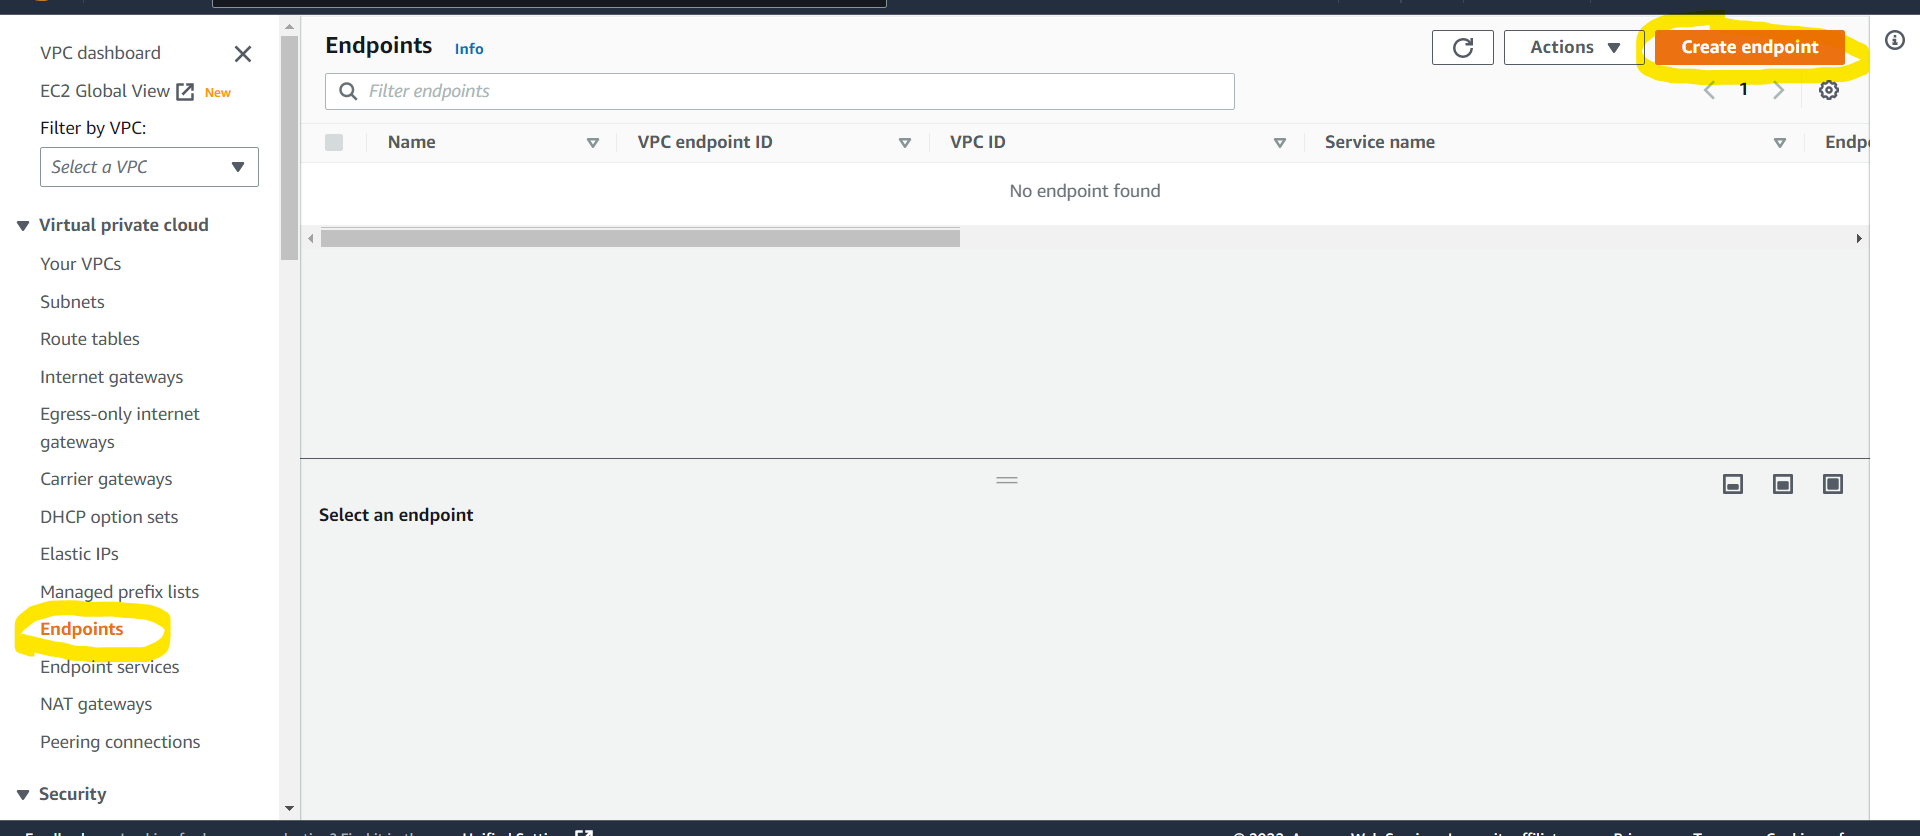 VPC dashboard
EC2 Global View New
Filter by VPC:
Select a VPC
Virtual private cloud
Your VPCs
Subnets
Route tables
Internet gateways
Egress-only internet
gateways
Carrier gateways
DHCP option sets
Elastic IPs
Managed prefix lists
Endpoints
Endpoint services
NAT gateways
Peering connections
Security
Endpoints Info
Actions Create endpoint
Filter endpoints
1
Name VPC endpoint ID VPC ID Service name Endp
No endpoint found
Select an endpoint